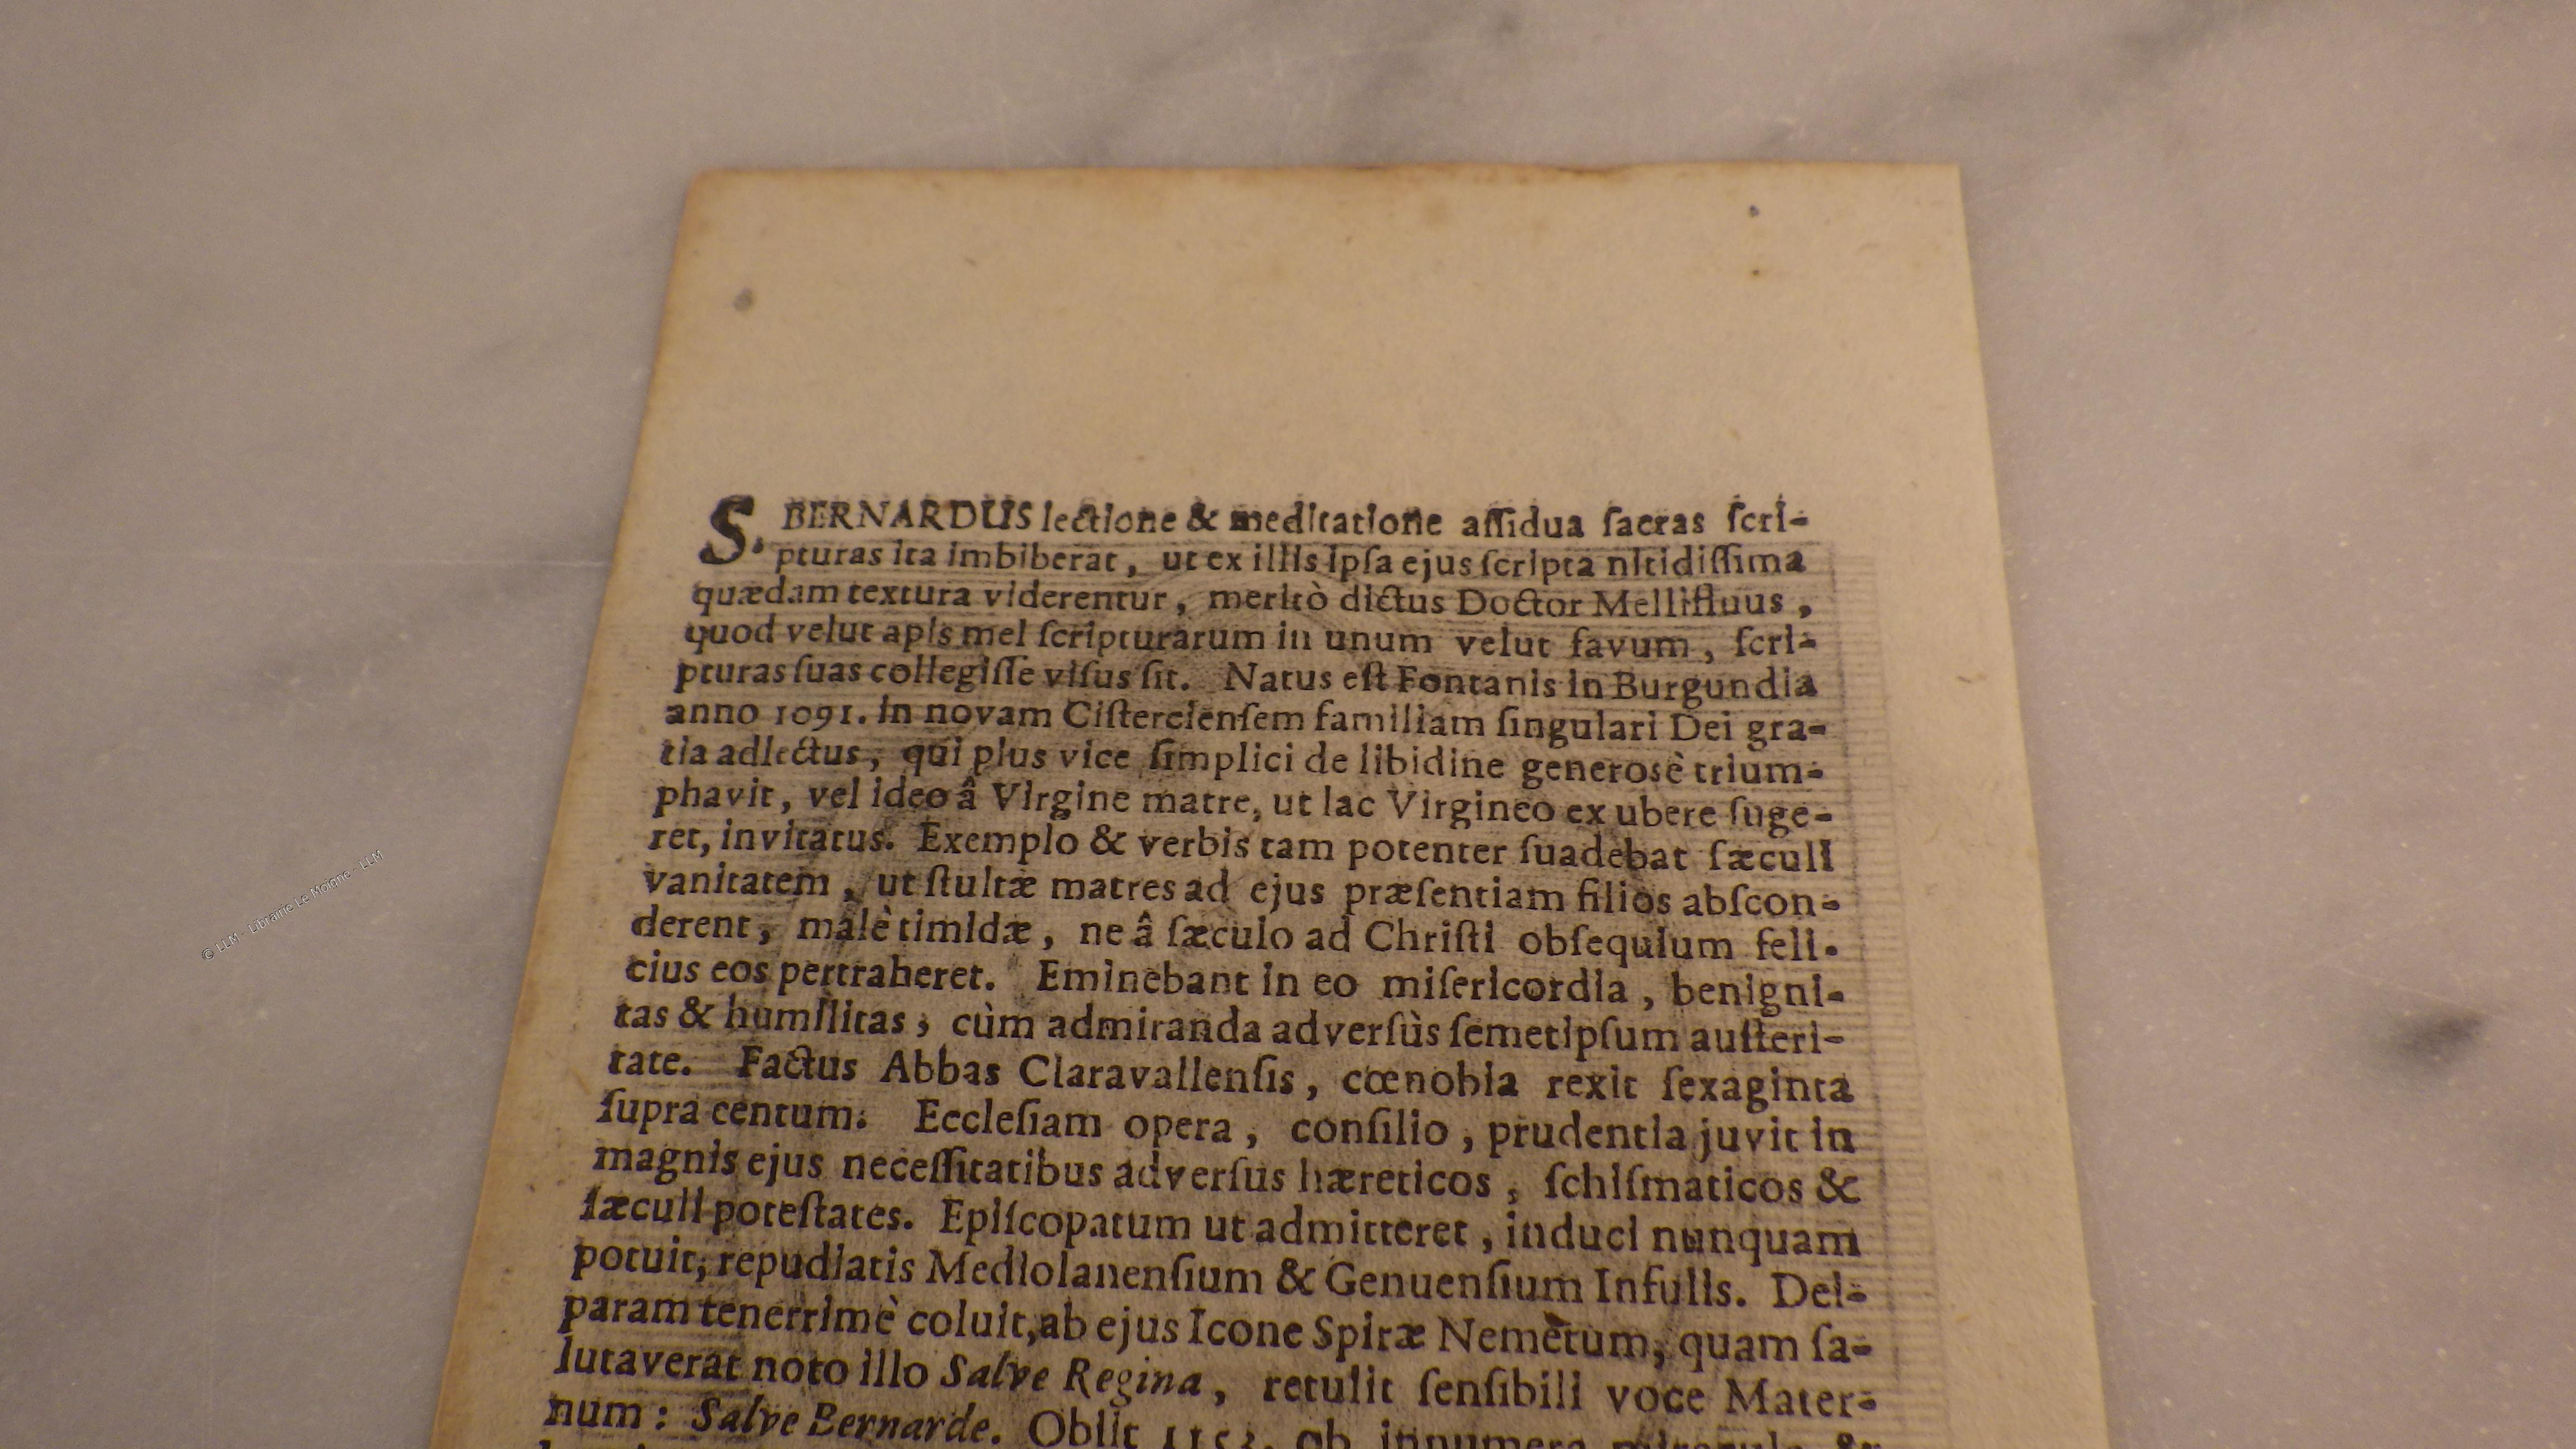 S. BERNARDUS lectione & meditatione aſſidua ſacras ſcri-
pturas ita imbiberat, ut ex illis ipſa ejus ſcripta nitidiſſima
quædam textura viderentur, meritò dictus Doctor Mellifluus,
quod velut apis mel ſcripturarum in unum velut favum, ſcri-
pturas ſuas collegiſſe viſus ſit. Natus eſt Fontanis in Burgundia
anno 1091. in novam Ciſtercienſem familiam ſingulari Dei gra-
tia adlectus, qui plus vice ſimplici de libidine generosè trium-
phavit, vel ideo â Virgine matre, ut lac Virgineo ex ubere ſuge-
ret, invitatus. Exemplo & verbis tam potenter ſuadebat ſæculi
vanitatem, ut ſtultæ matres ad ejus præſentiam filios abſcon-
derent, malè timidæ, ne â ſæculo ad Chriſti obſequium feli-
cius eos pertraheret. Eminebant in eo miſericordia, benigni-
tas & humilitas, cùm admiranda adverſùs ſemetipſum auſteri-
tate. Factus Abbas Claravallenſis, cœnobia rexit ſexaginta
ſupra centum. Eccleſiam opera, conſilio, prudentia juvit in
magnis ejus neceſſitatibus adverſus hæreticos, ſchiſmaticos &
ſæculi poteſtates. Epiſcopatum ut admitteret, induci nunquam
potuit, repudiatis Mediolanenſium & Genuenſium Infulis. Dei-
param tenerrimè coluit, ab ejus Icone Spiræ Nemetum, quam ſa-
lutaverat noto illo Salve Regina, retulit ſenſibili voce Mater-
num: Salve Bernarde. Obiit 1153. ob innumera miracula &
© LLM - Librairie Le Moigne - LLM